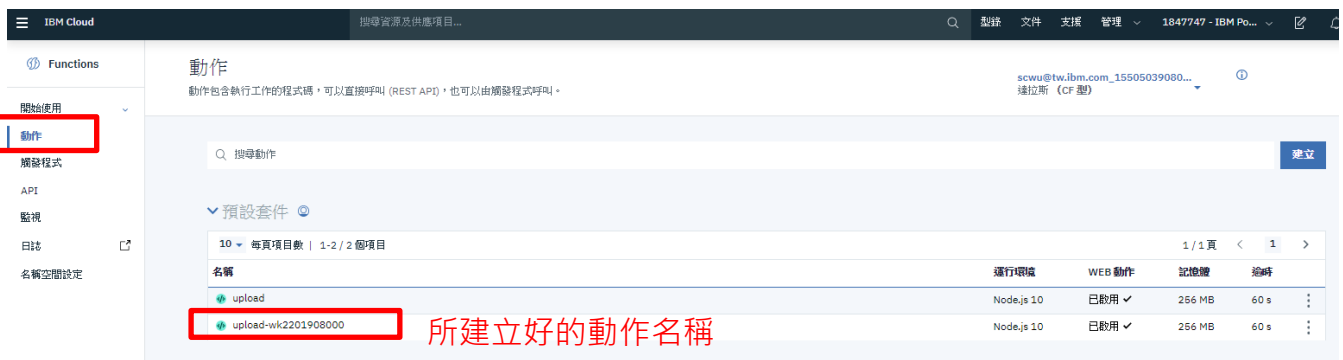 IBM Cloud
搜尋資源及供應項目...
型錄 文件 支援 管理 1847747 - IBM Po...
Functions
開始使用
動作
觸發程式
API
監視
日誌
名稱空間設定
動作
動作包含執行工作的程式碼,可以直接呼叫 (REST API),也可以由觸發程式呼叫。
scwu@tw.ibm.com_15505039080...
達拉斯 (CF 型)
搜尋動作
建立
預設套件
10 每頁項目數 | 1-2 / 2 個項目 1 / 1 頁 1
名稱 運行環境 WEB 動作 記憶體 逾時
upload Node.js 10 已啟用 256 MB 60 s
upload-wk2201908000 Node.js 10 已啟用 256 MB 60 s
所建立好的動作名稱